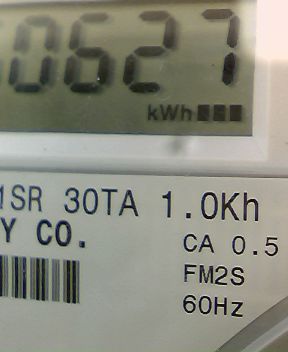 0627
kWh
1SR 30TA 1.0Kh
Y CO.
CA 0.5
FM2S
60Hz